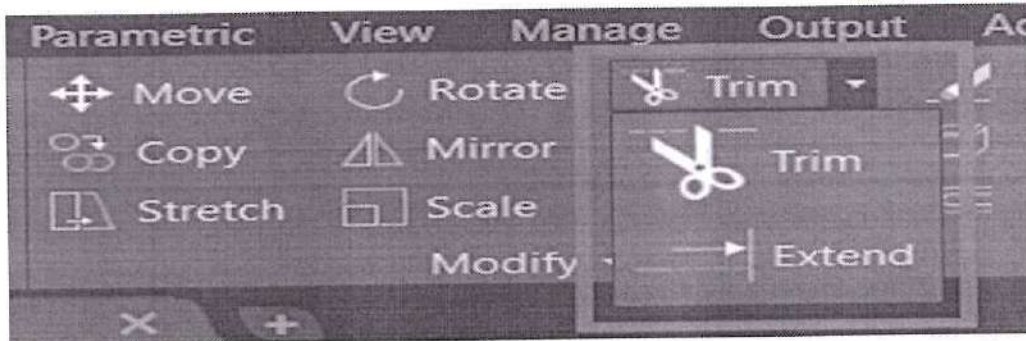 Parametric View Manage Output
Move Rotate Trim
Copy Mirror Trim
Stretch Scale
Modify Extend